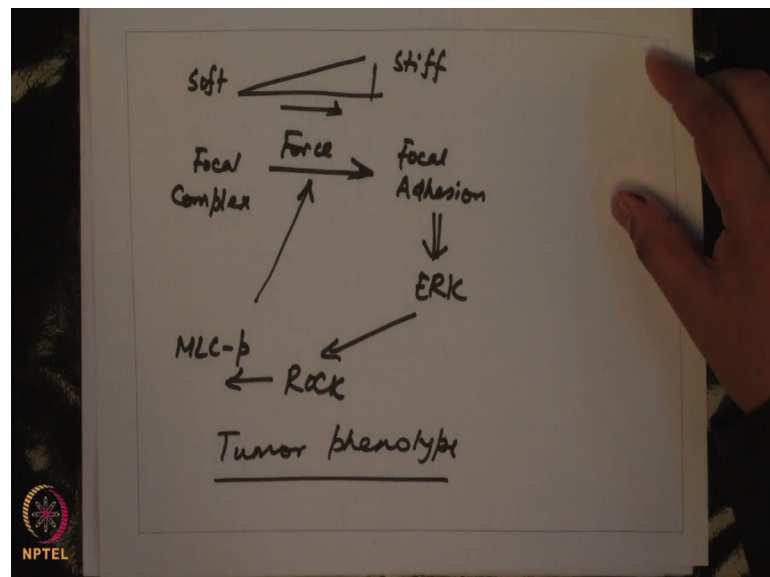 Soft
Stiff
Force
Focal
Complex
Focal
Adhesion
ERK
MLC-p
ROCK
Tumor phenotype
NPTEL